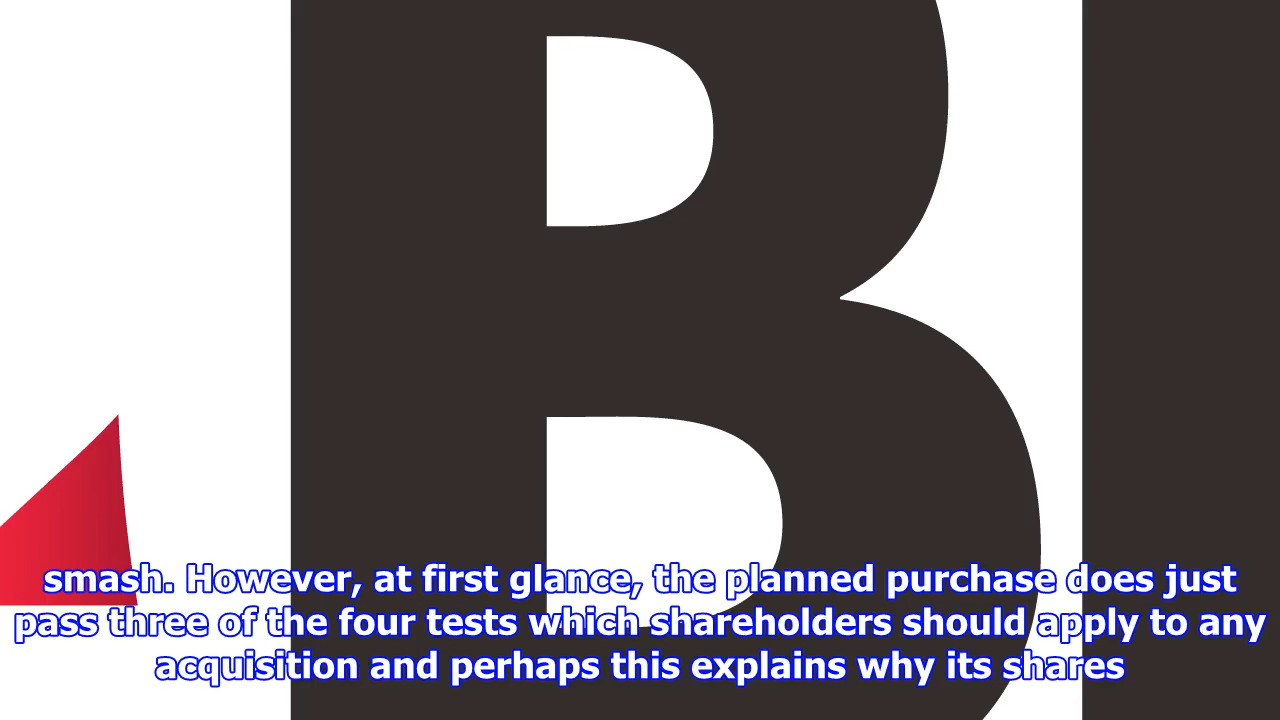 B
smash. However, at first glance, the planned purchase does just
pass three of the four tests which shareholders should apply to any
acquisition and perhaps this explains why its shares